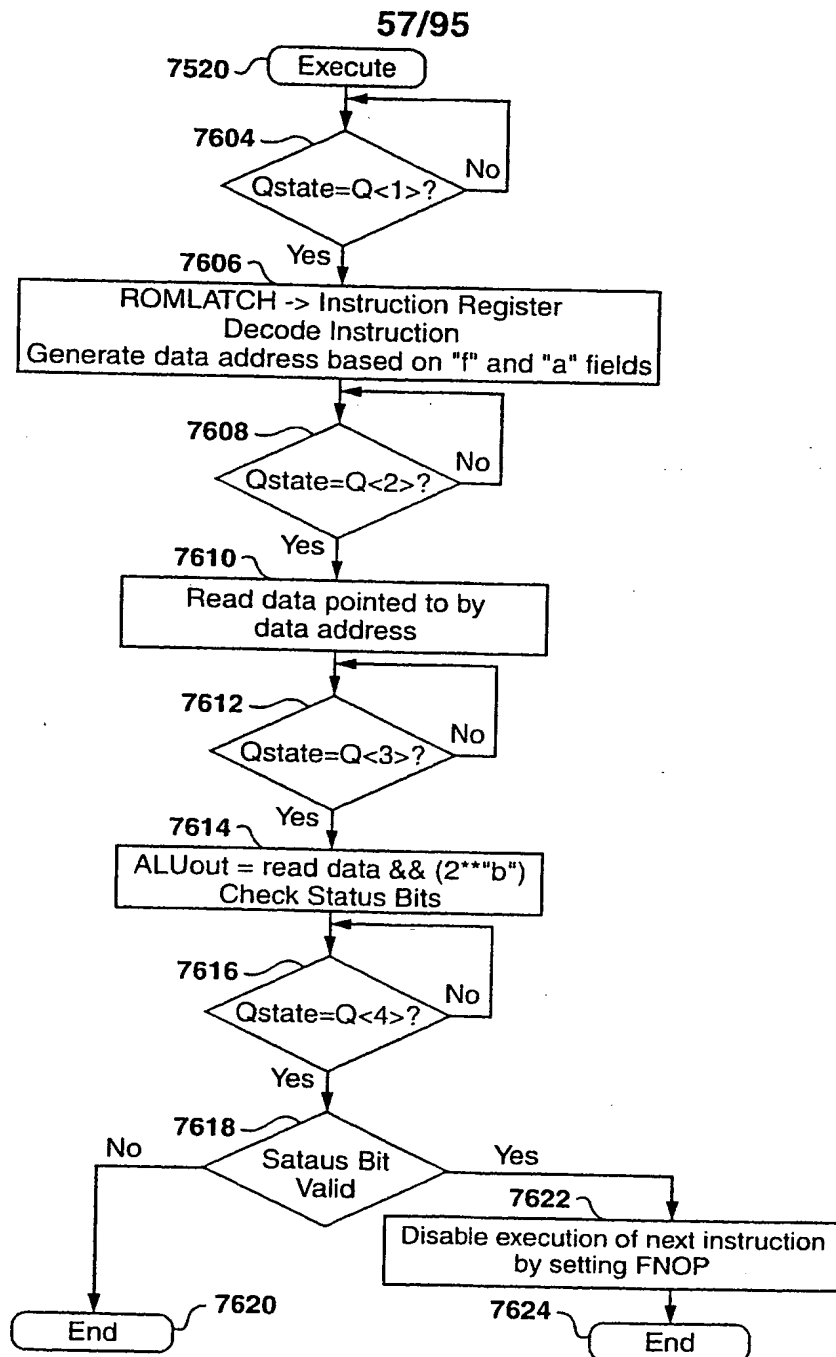 57/95
7520
Execute
7604
Qstate=Q<1>?
No
Yes
7606
ROMLATCH -> Instruction Register
Decode Instruction
Generate data address based on "f" and "a" fields
7608
Qstate=Q<2>?
No
Yes
7610
Read data pointed to by
data address
7612
Qstate=Q<3>?
No
Yes
7614
ALUout = read data && (2**"b")
Check Status Bits
7616
Qstate=Q<4>?
No
Yes
7618
Sataus Bit
Valid
No
Yes
7622
Disable execution of next instruction
by setting FNOP
7620
End
7624
End